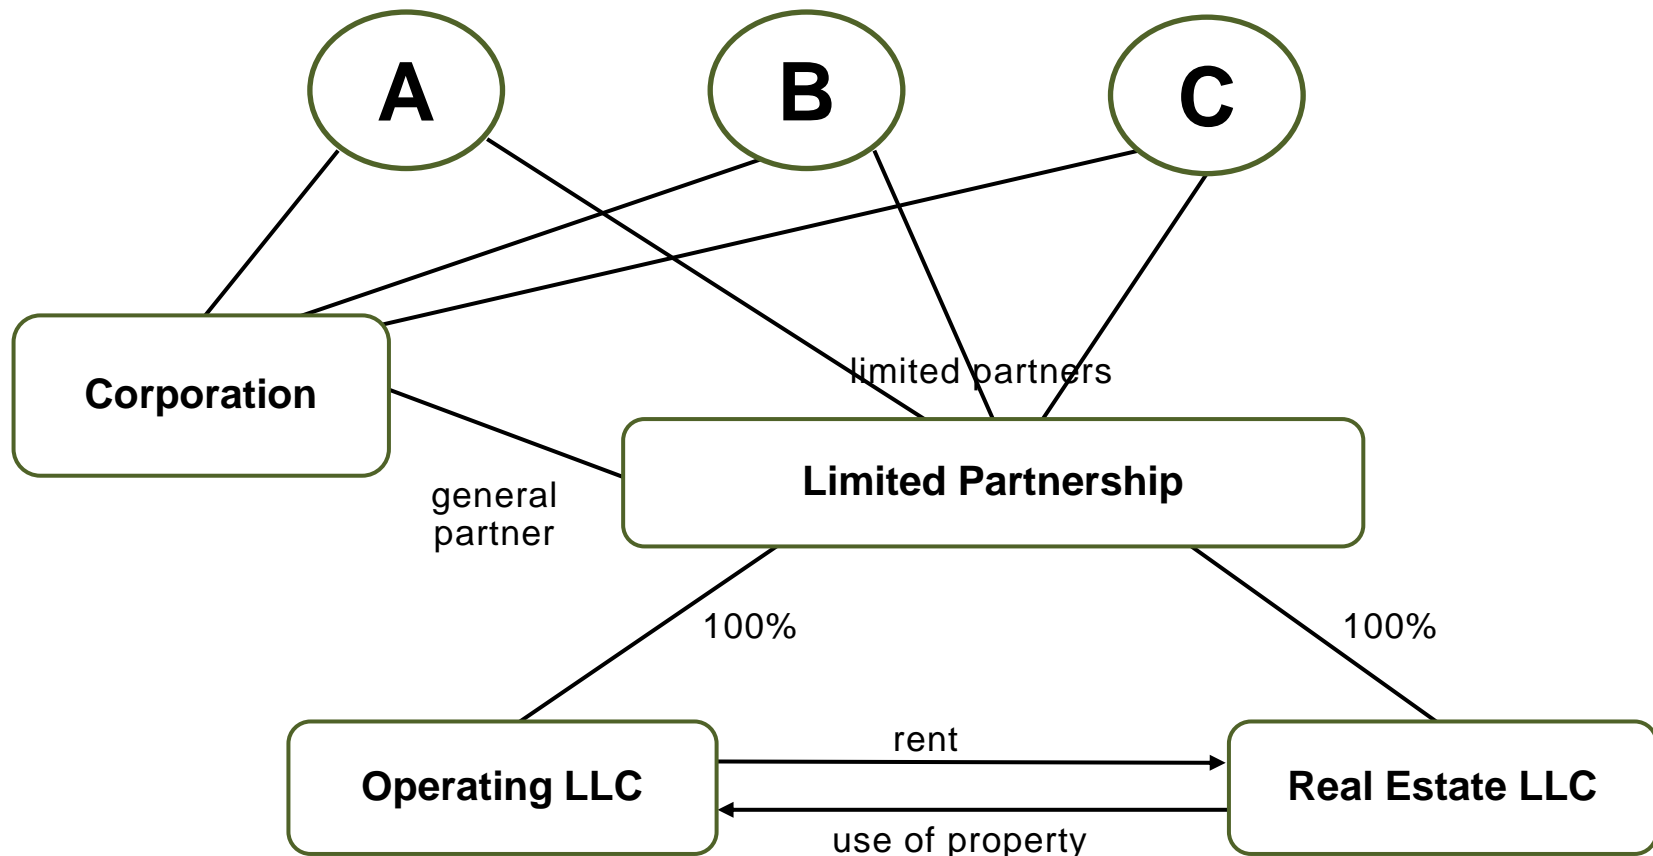 A
B
C
limited partners
Corporation
Limited Partnership
general
partner
100%
100%
rent
Operating LLC
Real Estate LLC
use of property